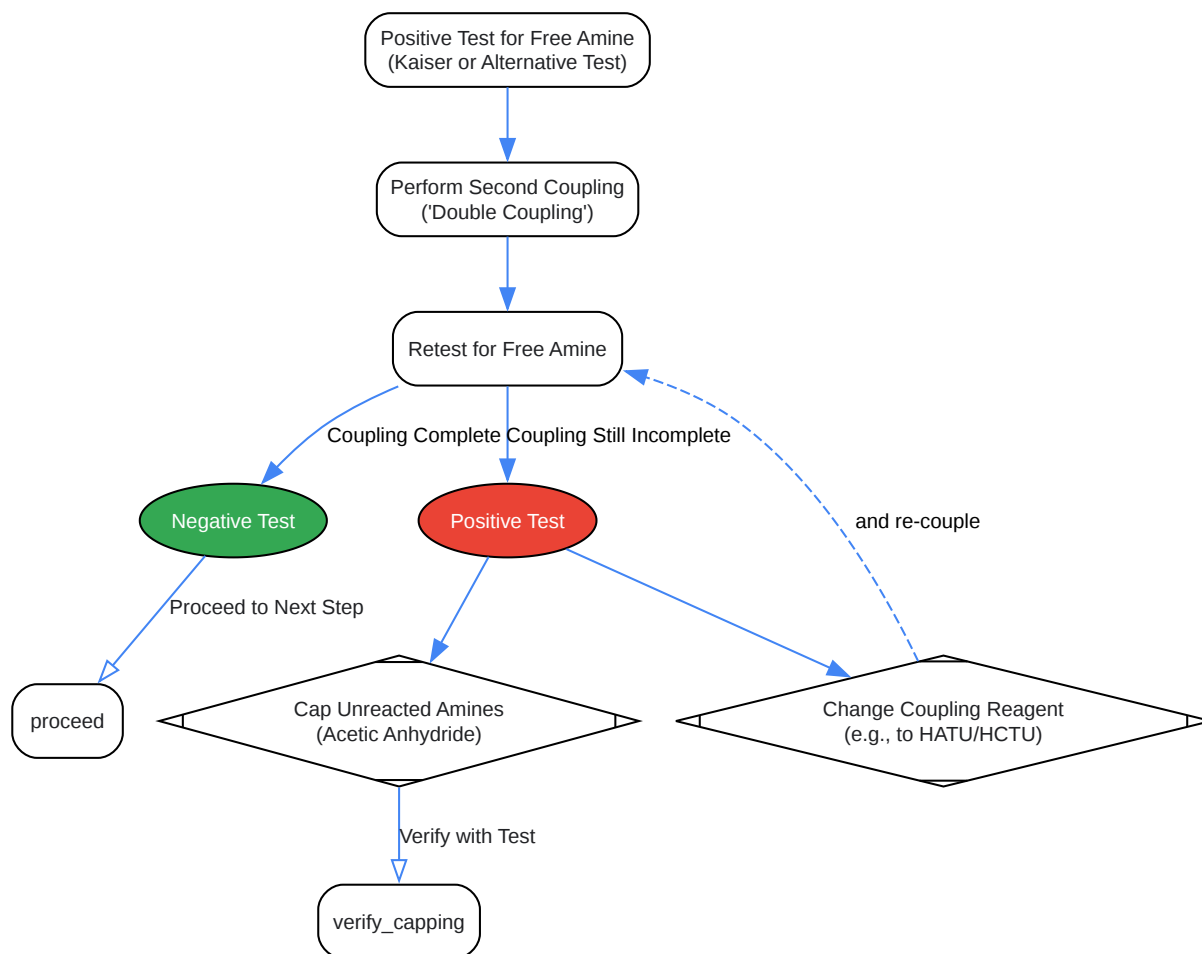 Positive Test for Free Amine
(Kaiser or Alternative Test)
Perform Second Coupling
('Double Coupling')
Retest for Free Amine
Coupling Complete
Coupling Still Incomplete
Negative Test
Positive Test
and re-couple
Proceed to Next Step
proceed
Cap Unreacted Amines
(Acetic Anhydride)
Change Coupling Reagent
(e.g., to HATU/HCTU)
Verify with Test
verify_capping